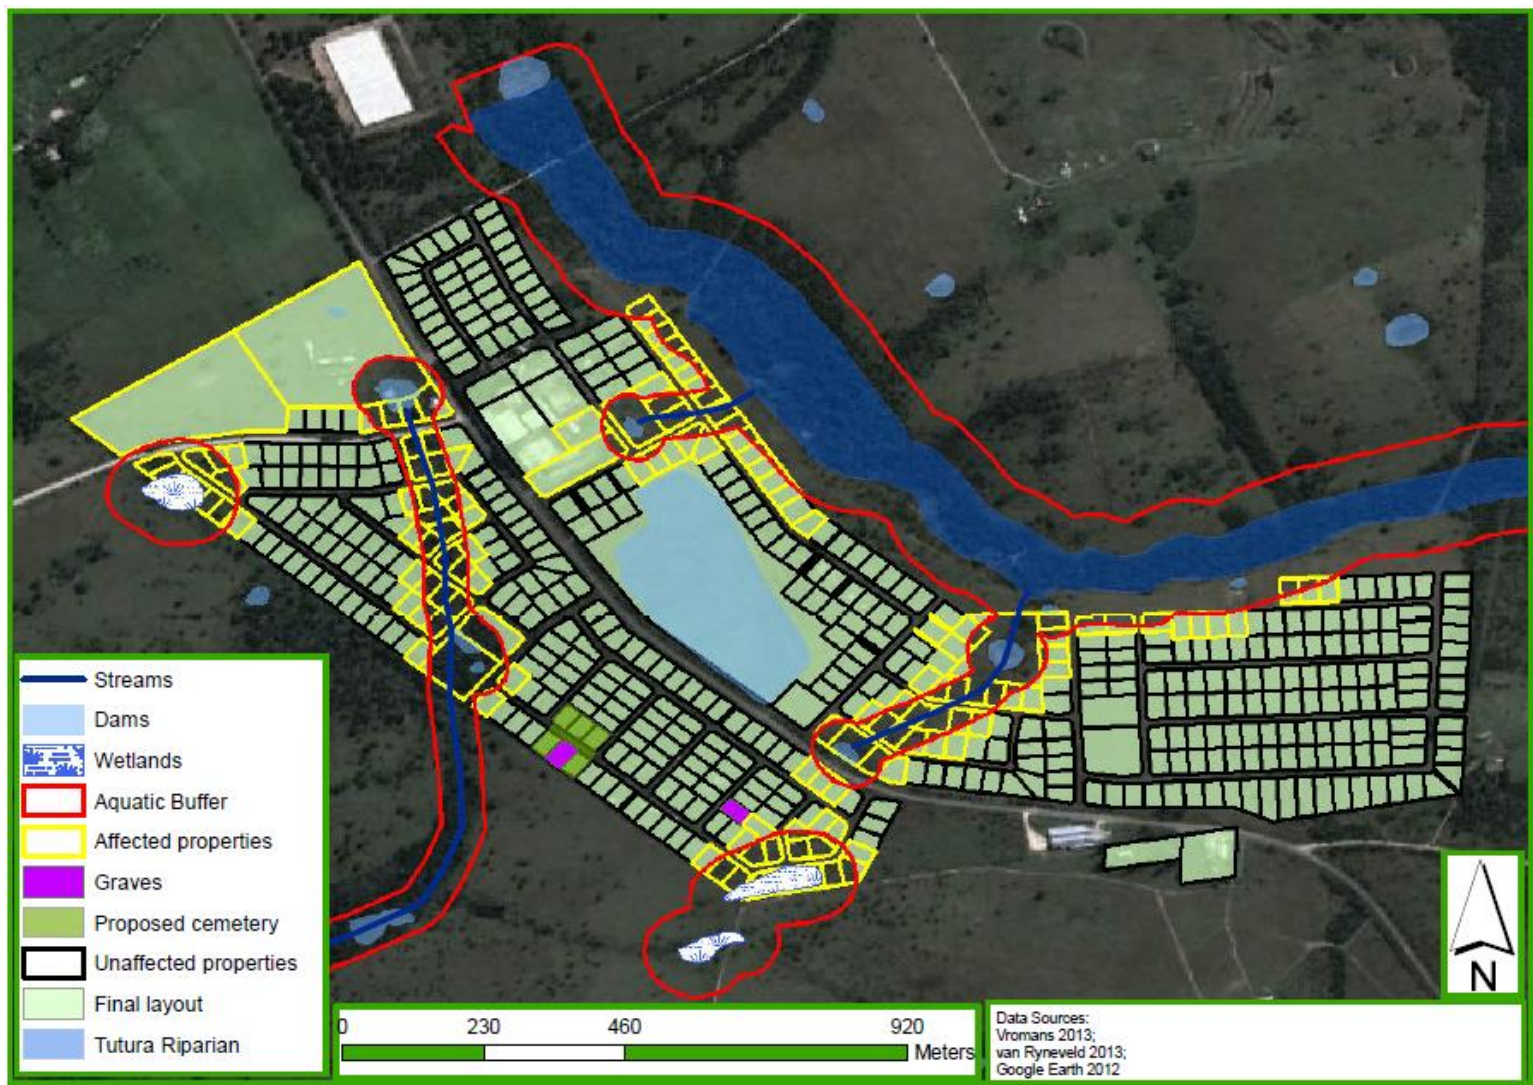 Streams
Dams
Wetlands
Aquatic Buffer
Affected properties
Graves
Proposed cemetery
Unaffected properties
Final layout
Tutura Riparian
0 230 460 920
Meters
Data Sources:
Vromans 2013;
van Ryneveld 2013;
Google Earth 2012
N